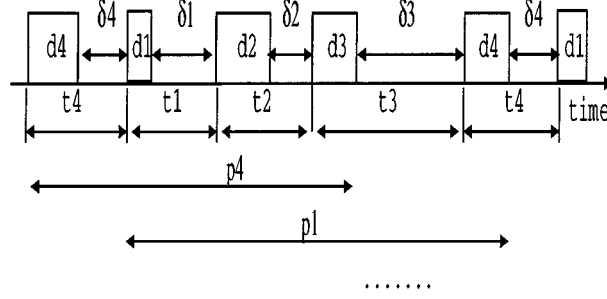 δ4 δ1 δ2 δ3 δ4
d4 d1 d2 d3 d4 d1
t4 t1 t2 t3 t4 time
p4
p1
.......